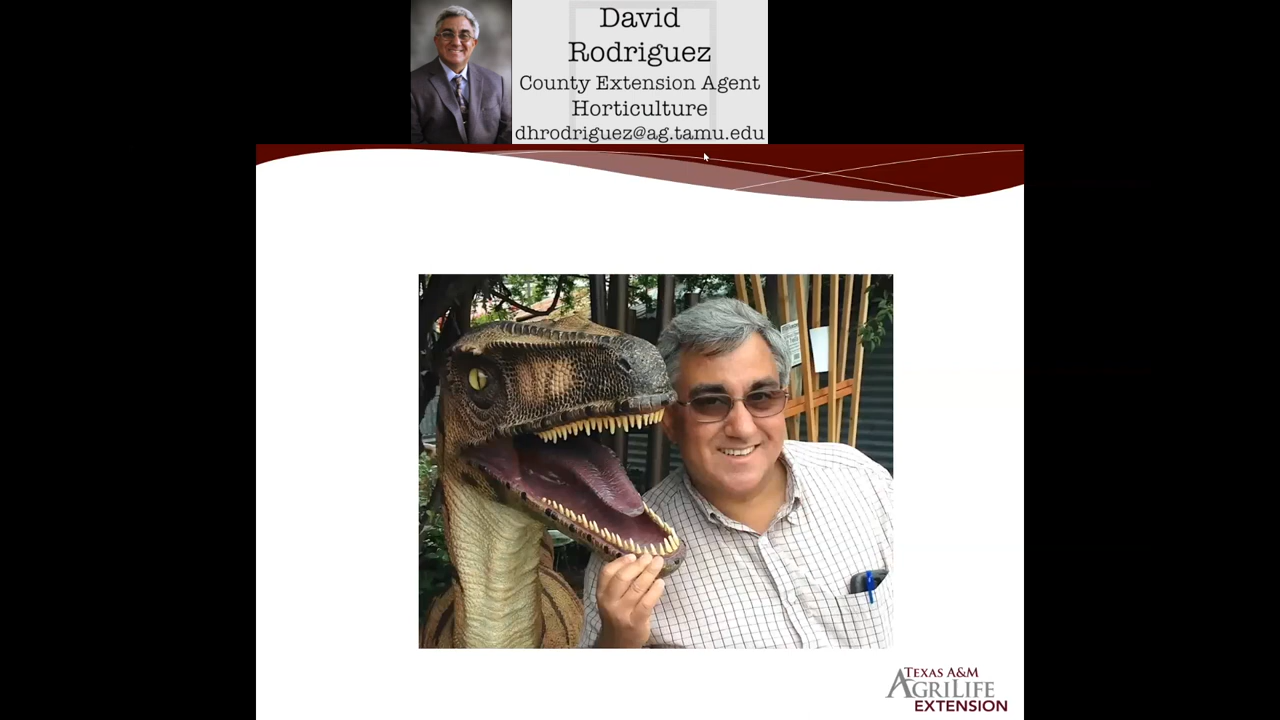 David
Rodriguez
County Extension Agent
Horticulture
dhrodriguez@ag.tamu.edu
TEXAS A&M
AGRILIFE
EXTENSION